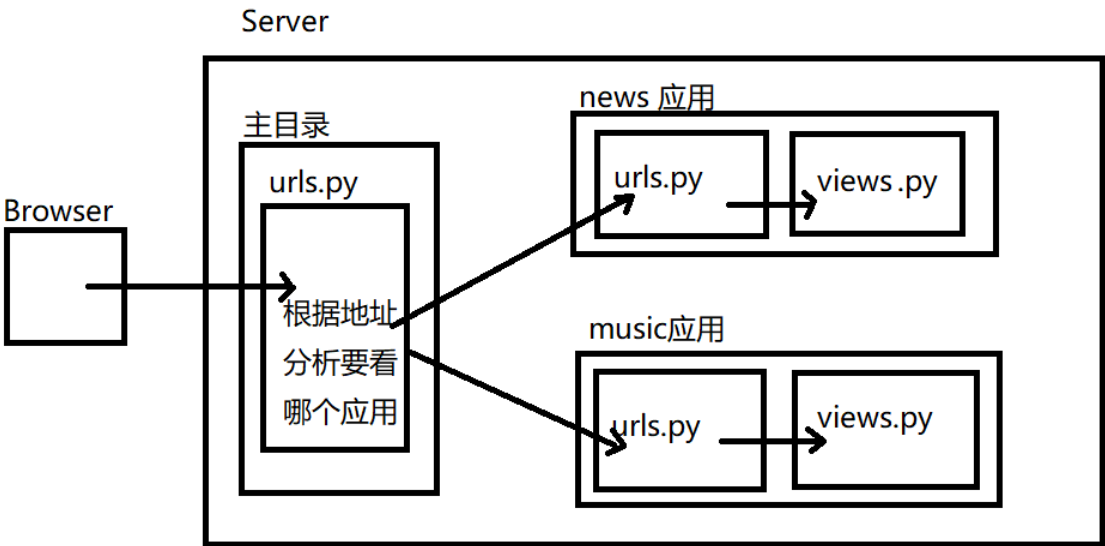 Server
news 应用
主目录
urls.py
views.py
urls.py
Browser
根据地址
分析要看
哪个应用
music应用
urls.py
views.py